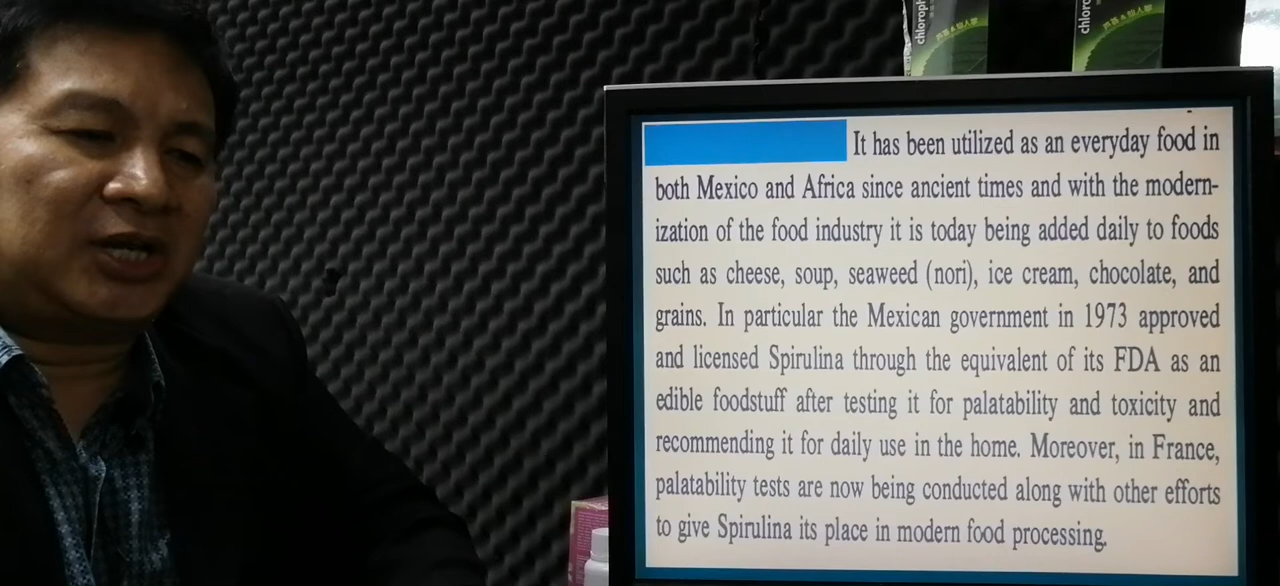 chloroph
chloro
It has been utilized as an everyday food in
both Mexico and Africa since ancient times and with the modern-
ization of the food industry it is today being added daily to foods
such as cheese, soup, seaweed (nori), ice cream, chocolate, and
grains. In particular the Mexican government in 1973 approved
and licensed Spirulina through the equivalent of its FDA as an
edible foodstuff after testing it for palatability and toxicity and
recommending it for daily use in the home. Moreover, in France,
palatability tests are now being conducted along with other efforts
to give Spirulina its place in modern food processing.